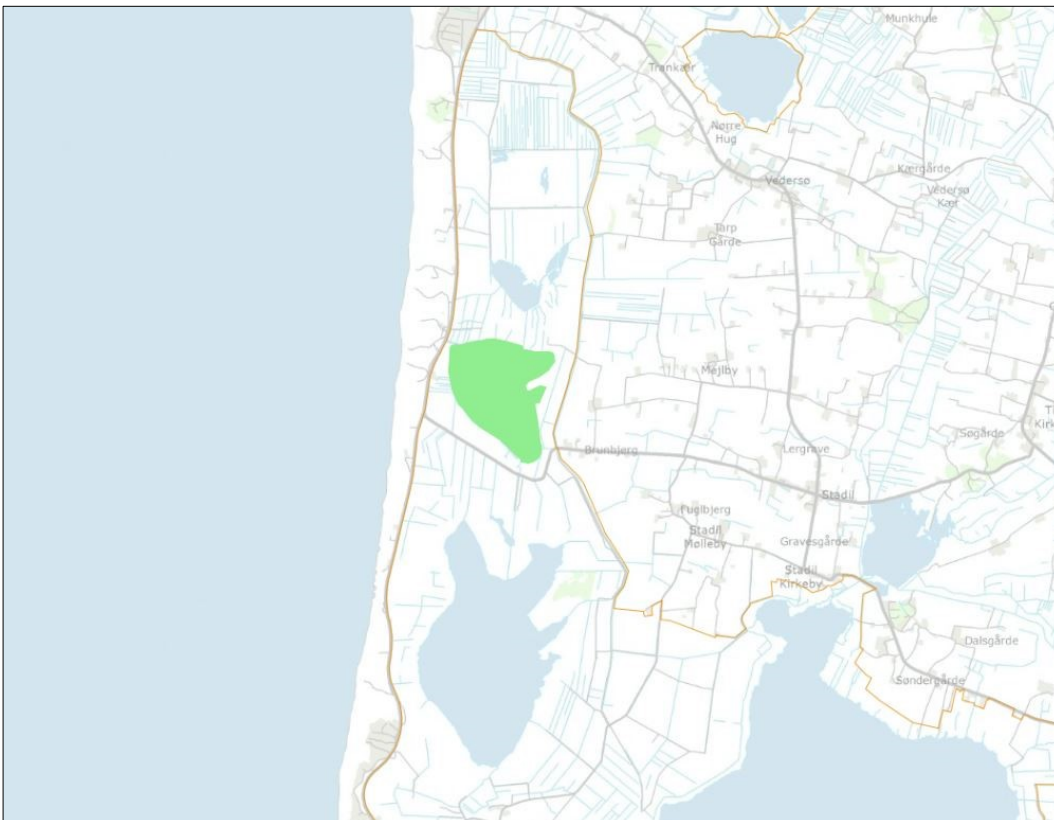 Munkhule
Trankær
Nørre
Hug
Vedersø
Kærgårde
Vedersø
Kær
Tarp
Gårde
Mejlby
Søgårde
Brunbjerg
Lergrave
Stadil
Fuglbjerg
Stadil
Mølleby
Gravesgårde
Stadil
Kirkeby
Dalsgårde
Søndergårde